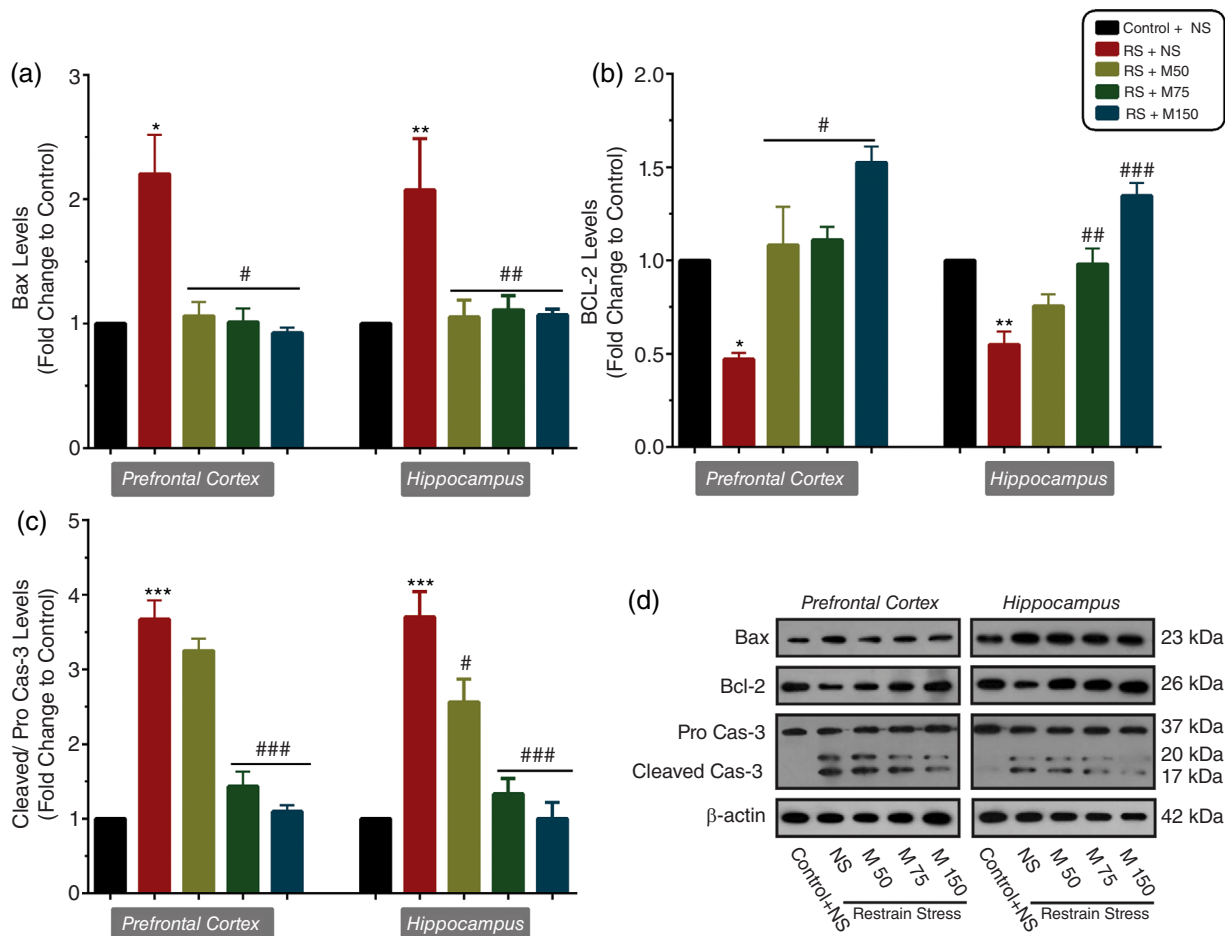 Control + NS
RS + NS
RS + M50
RS + M75
RS + M150
(a)
Bax Levels
(Fold Change to Control)
3
2
1
0
*
#
**
##
Prefrontal Cortex
Hippocampus
(b)
BCL-2 Levels
(Fold Change to Control)
2.0
1.5
1.0
0.5
0.0
*
#
**
##
###
Prefrontal Cortex
Hippocampus
(c)
Cleaved/ Pro Cas-3 Levels
(Fold Change to Control)
5
4
3
2
1
0
***
###
***
#
###
Prefrontal Cortex
Hippocampus
(d)
Prefrontal Cortex
Hippocampus
Bax
23 kDa
Bcl-2
26 kDa
Pro Cas-3
37 kDa
20 kDa
Cleaved Cas-3
17 kDa
β-actin
42 kDa
Control+NS
NS
M 50
M 75
M 150
Restrain Stress
Control+NS
NS
M 50
M 75
M 150
Restrain Stress